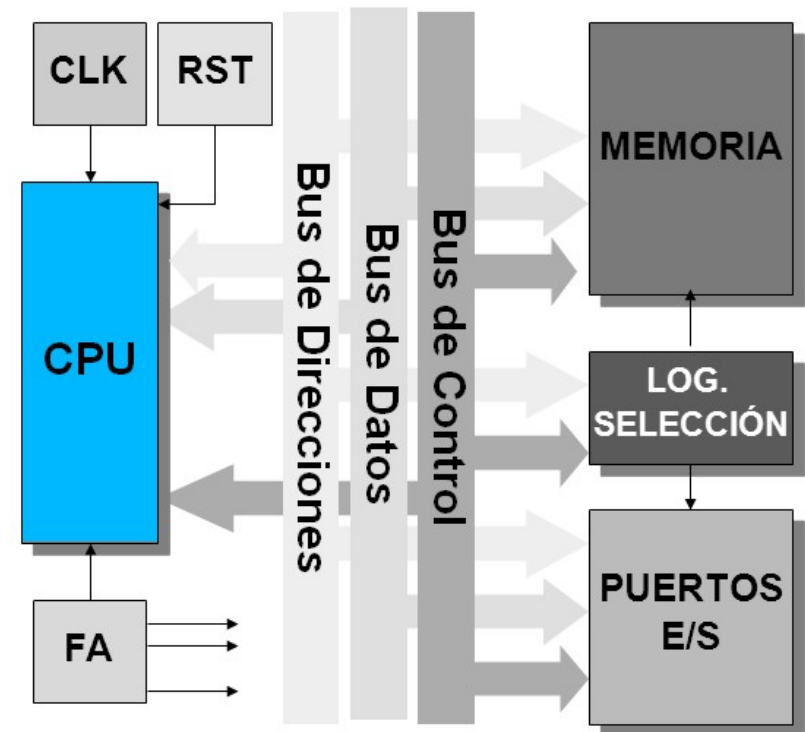 CLK
RST
CPU
FA
Bus de Direcciones
Bus de Datos
Bus de Control
MEMORIA
LOG.
SELECCIÓN
PUERTOS
E/S